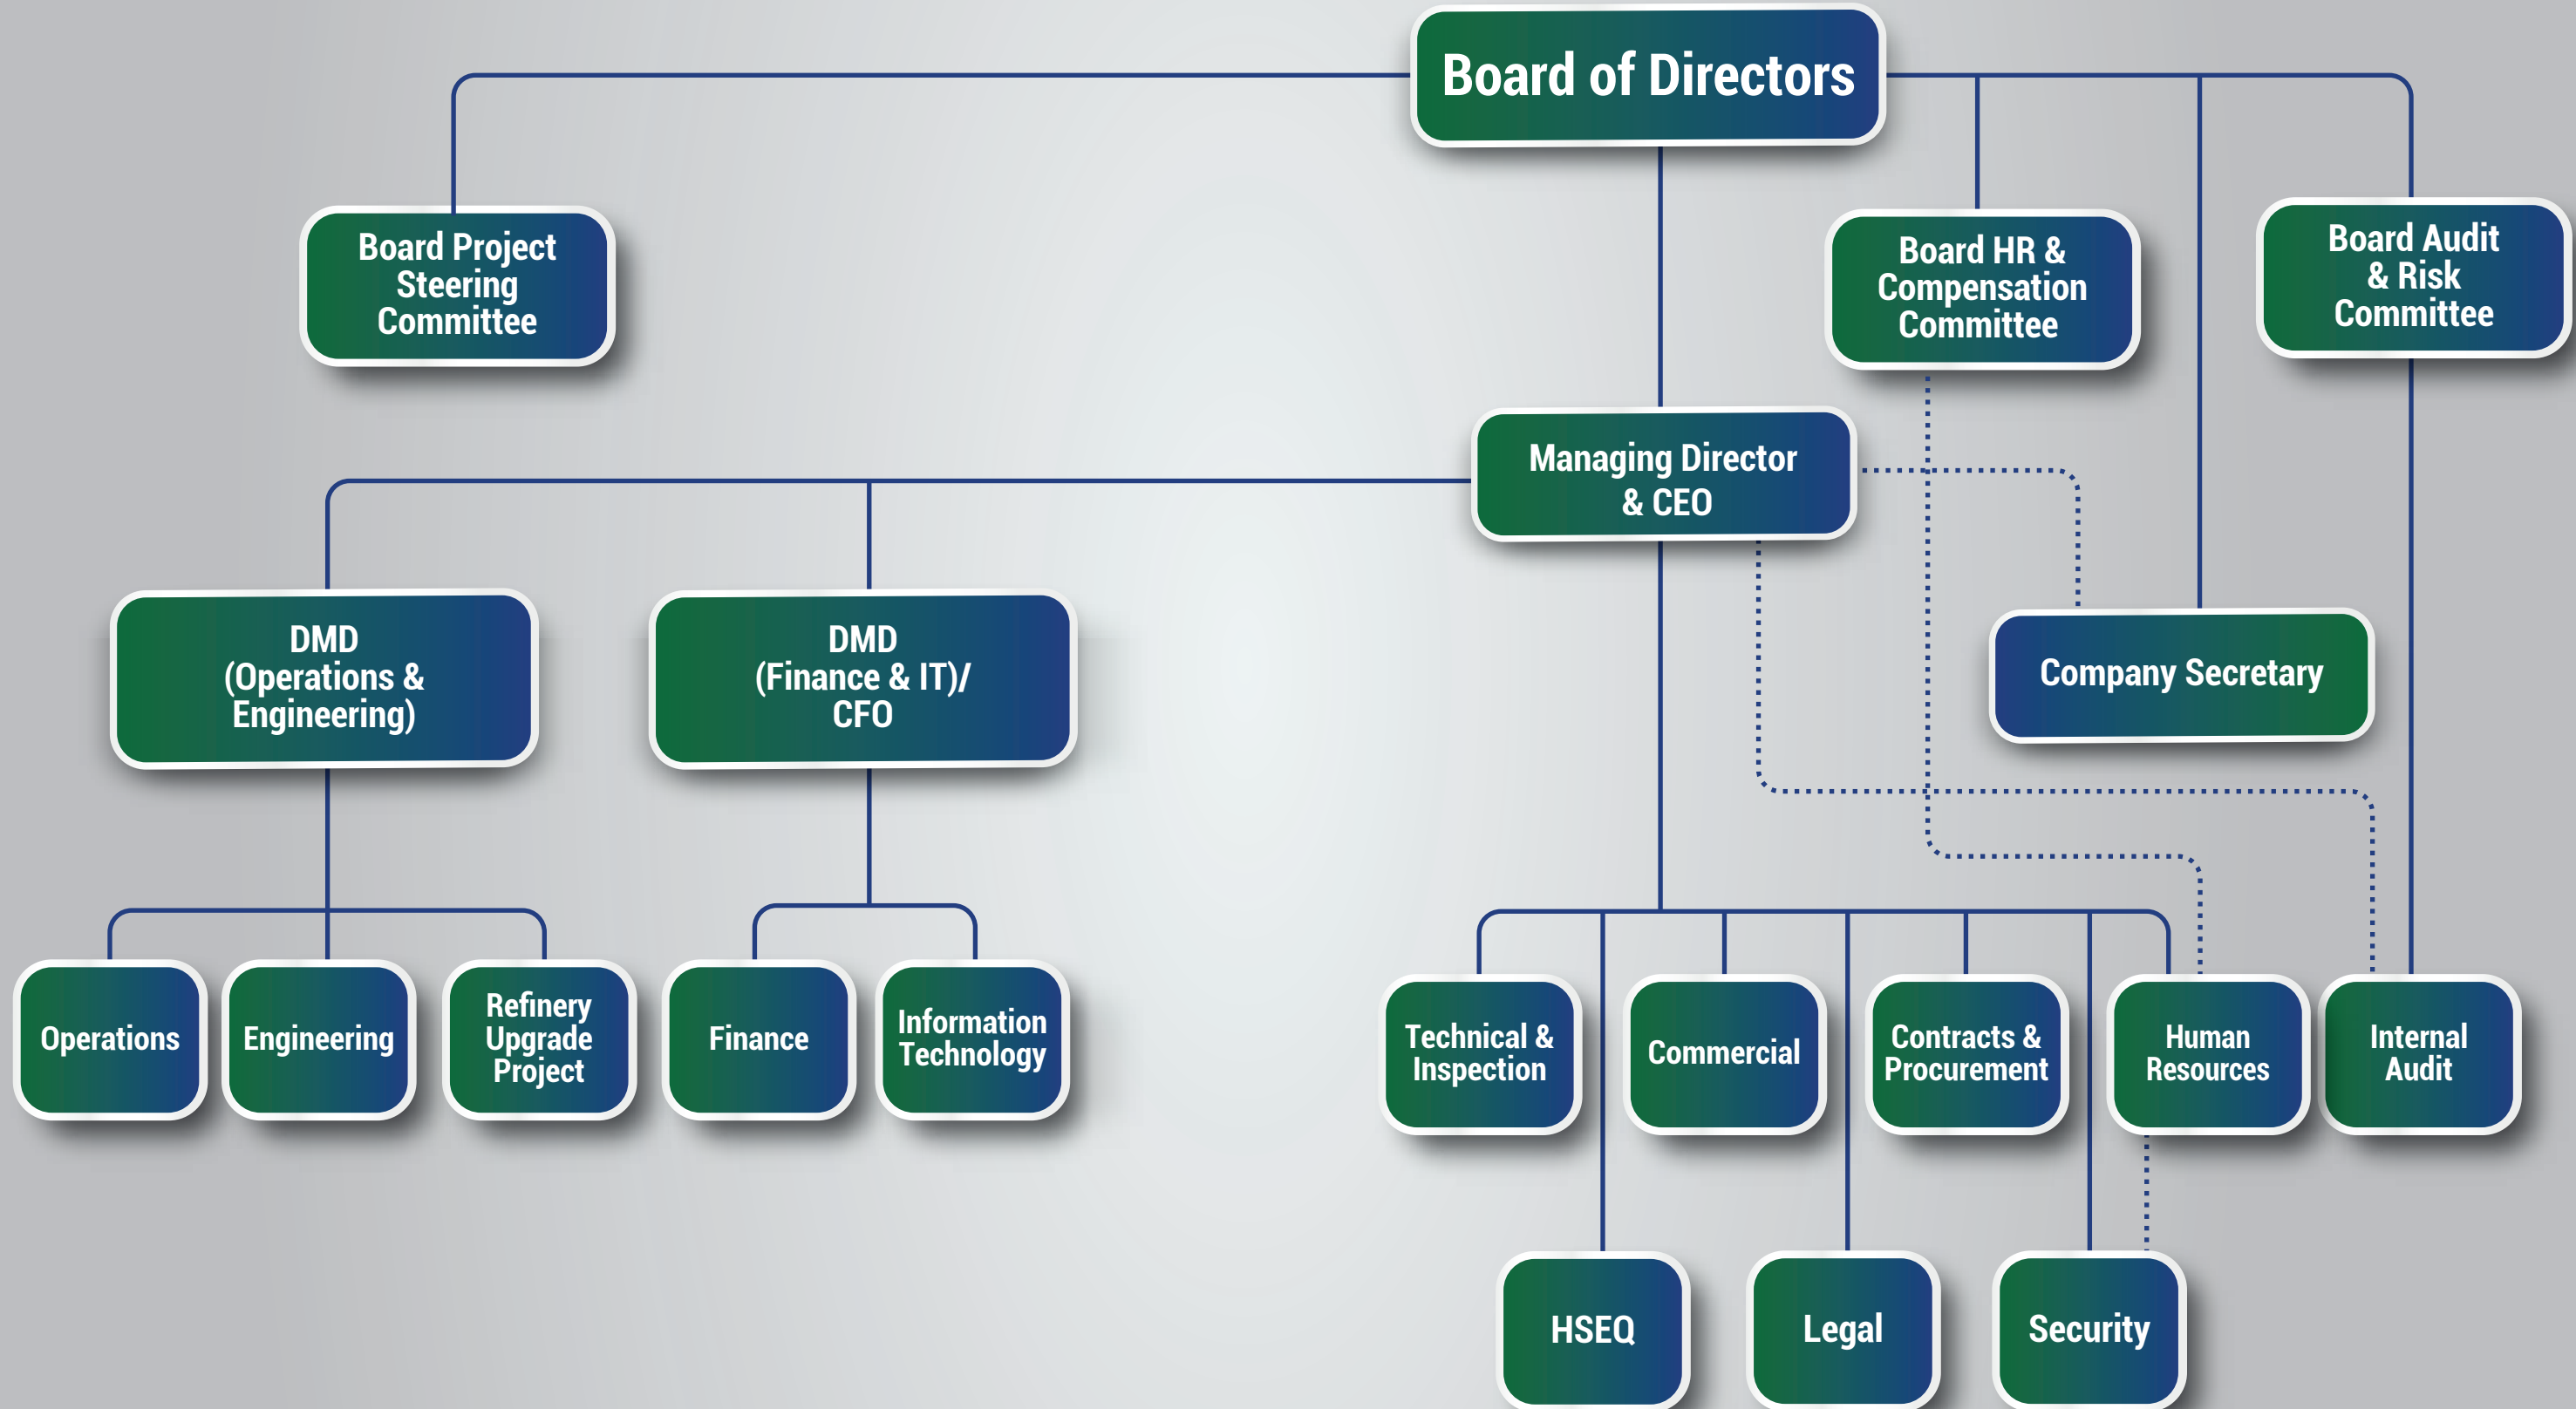 Board of Directors
Board Project
Steering
Committee
Board HR &
Compensation
Committee
Board Audit
& Risk
Committee
Managing Director
& CEO
DMD
(Operations &
Engineering)
DMD
(Finance & IT)/
CFO
Company Secretary
Operations
Engineering
Refinery
Upgrade
Project
Finance
Information
Technology
Technical &
Inspection
Commercial
Contracts &
Procurement
Human
Resources
Internal
Audit
HSEQ
Legal
Security